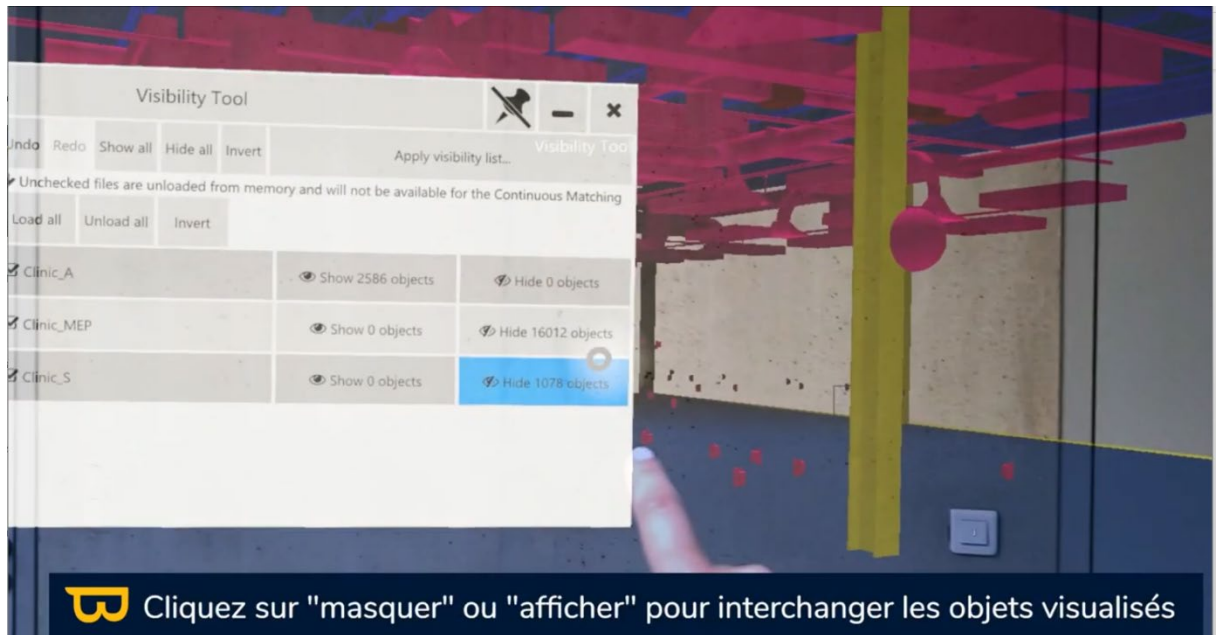 Visibility Tool
Undo Redo Show all Hide all Invert Apply visibility list... Visibility Too
Unchecked files are unloaded from memory and will not be available for the Continuous Matching
Load all Unload all Invert
Clinic_A Show 2586 objects Hide 0 objects
Clinic_MEP Show 0 objects Hide 16012 objects
Clinic_S Show 0 objects Hide 1078 objects
Cliquez sur "masquer" ou "afficher" pour interchanger les objets visualisés